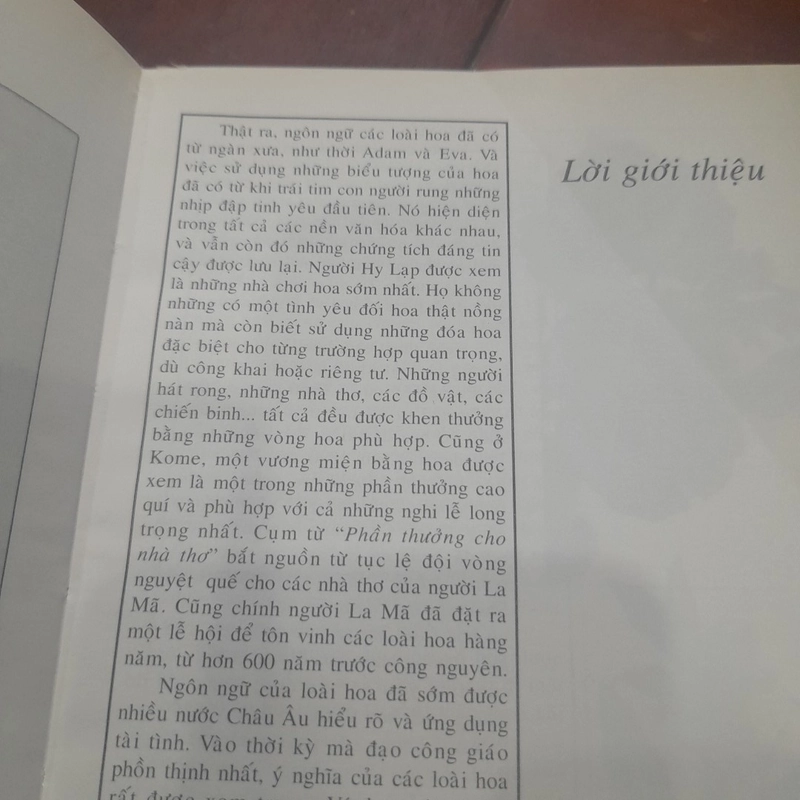 Thật ra, ngôn ngữ các loài hoa đã có
từ ngàn xưa, như thời Adam và Eva. Và
việc sử dụng những biểu tượng của hoa
đã có từ khi trái tim con người rung những
nhịp đập tình yêu đầu tiên. Nó hiện diện
trong tất cả các nền văn hóa khác nhau,
và vẫn còn đó những chứng tích đáng tin
cậy được lưu lại. Người Hy Lạp được xem
là những nhà chơi hoa sớm nhất. Họ không
những có một tình yêu đối hoa thật nồng
nàn mà còn biết sử dụng những đóa hoa
đặc biệt cho từng trường hợp quan trọng,
dù công khai hoặc riêng tư. Những người
hát rong, những nhà thơ, các đồ vật, các
chiến binh... tất cả đều được khen thưởng
bằng những vòng hoa phù hợp. Cũng ở
Kome, một vương miện bằng hoa được
xem là một trong những phần thưởng cao
quí và phù hợp với cả những nghi lễ long
trọng nhất. Cụm từ “Phần thưởng cho
nhà thơ” bắt nguồn từ tục lệ đội vòng
nguyệt quế cho các nhà thơ của người La
Mã. Cũng chính người La Mã đã đặt ra
một lễ hội để tôn vinh các loài hoa hàng
năm, từ hơn 600 năm trước công nguyên.
Ngôn ngữ của loài hoa đã sớm được
nhiều nước Châu Âu hiểu rõ và ứng dụng
tài tình. Vào thời kỳ mà đạo công giáo
phồn thịnh nhất, ý nghĩa của các loài hoa
rất được xem
Lời giới thiệu